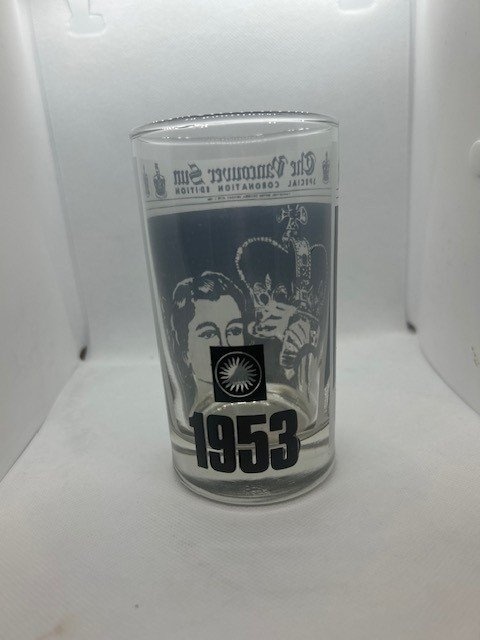 The Vancouver Sun
SPECIAL CORONATION EDITION
1953